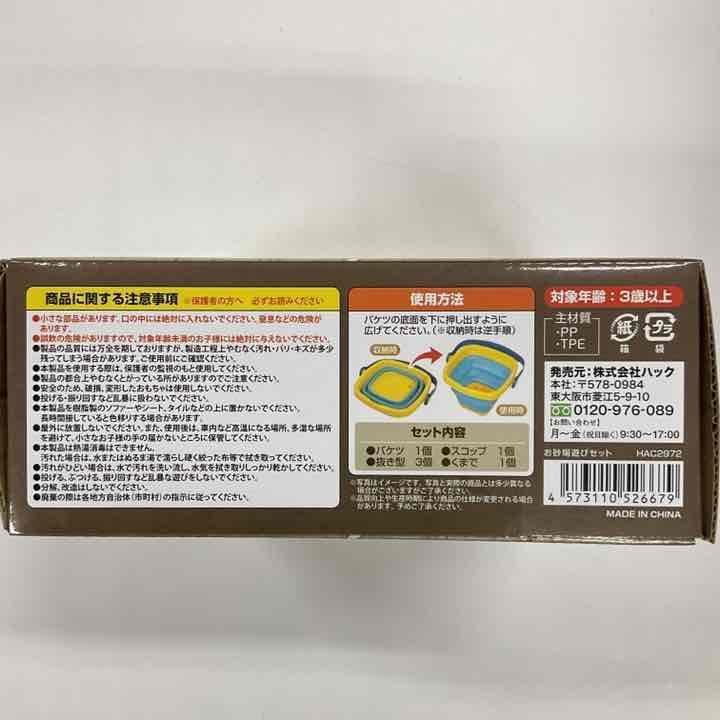 商品に関する注意事項 ※保護者の方へ 必ずお読みください
●小さな部品があります。口の中には絶対に入れないでください。窒息などの危険が
あります。
●誤飲の危険がありますので、対象年齢未満のお子様には絶対に与えないでください。
●製品の品質には万全を期しておりますが、製造工程上やむなく汚れ・バリ・キズが多少
残ってしまう場合があります。ご使用前にご確認ください。
●本製品を使用する際は、保護者の監視のもと使用してください。
●製品の都合上やむなくとがっている所がありますのでご注意ください。
●安全のため、破損、変形したおもちゃは使用しないでください。
●投げる・振り回すなど乱暴な遊びはしないでください。
●本製品を樹脂製のソファーやシート、タイルなどの上に置かないでください。
長時間接していると色移りする場合があります。
●屋外に放置しないでください。また、使用後は、車内など高温になる場所、多湿な場所
を避けて、小さなお子様の手の届かないところに保管してください。
●本製品は熱湯消毒はできません。
汚れた場合は、水またはぬるま湯で濡らし硬く絞った布等で拭き取ってください。
汚れがひどい場合は、水で汚れを洗い流し、水気を拭き取りしっかり乾かしてください。
●投げる、ぶつける、振り回すなど乱暴な扱いをしないでください。
●分解、改造はしないでください。
●廃棄の際は各地方自治体（市町村）の指示に従ってください。
使用方法
バケツの底面を下に押し出すように
広げてください。（※収納時は逆手順）
収納時
使用時
セット内容
●バケツ 1個 ●スコップ 1個
●抜き型 3個 ●くまで 1個
※写真はイメージです。写真と実際の商品とは多少異なる
場合がございますがご了承ください。
※品質向上や生産時期により商品の仕様が変更される場合が
あります。予めご了承ください。
対象年齢：3歳以上
主材質
・PP
・TPE
紙
箱
プラ
袋
発売元：株式会社ハック
本社：〒578-0984
東大阪市菱江5-9-10
0120-976-089
【お問い合わせ】
月〜金（祝日除く）9:30〜17:00
お砂場遊びセット HAC2972
4 573110 526679
MADE IN CHINA